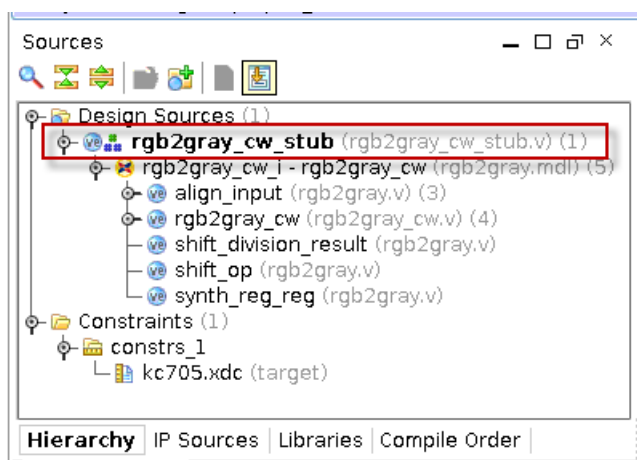 Sources
Design Sources (1)
rgb2gray_cw_stub (rgb2gray_cw_stub.v) (1)
rgb2gray_cw_i - rgb2gray_cw (rgb2gray.mdl) (5)
align_input (rgb2gray.v) (3)
rgb2gray_cw (rgb2gray_cw.v) (4)
shift_division_result (rgb2gray.v)
shift_op (rgb2gray.v)
synth_reg_reg (rgb2gray.v)
Constraints (1)
constrs_1
kc705.xdc (target)
Hierarchy IP Sources Libraries Compile Order